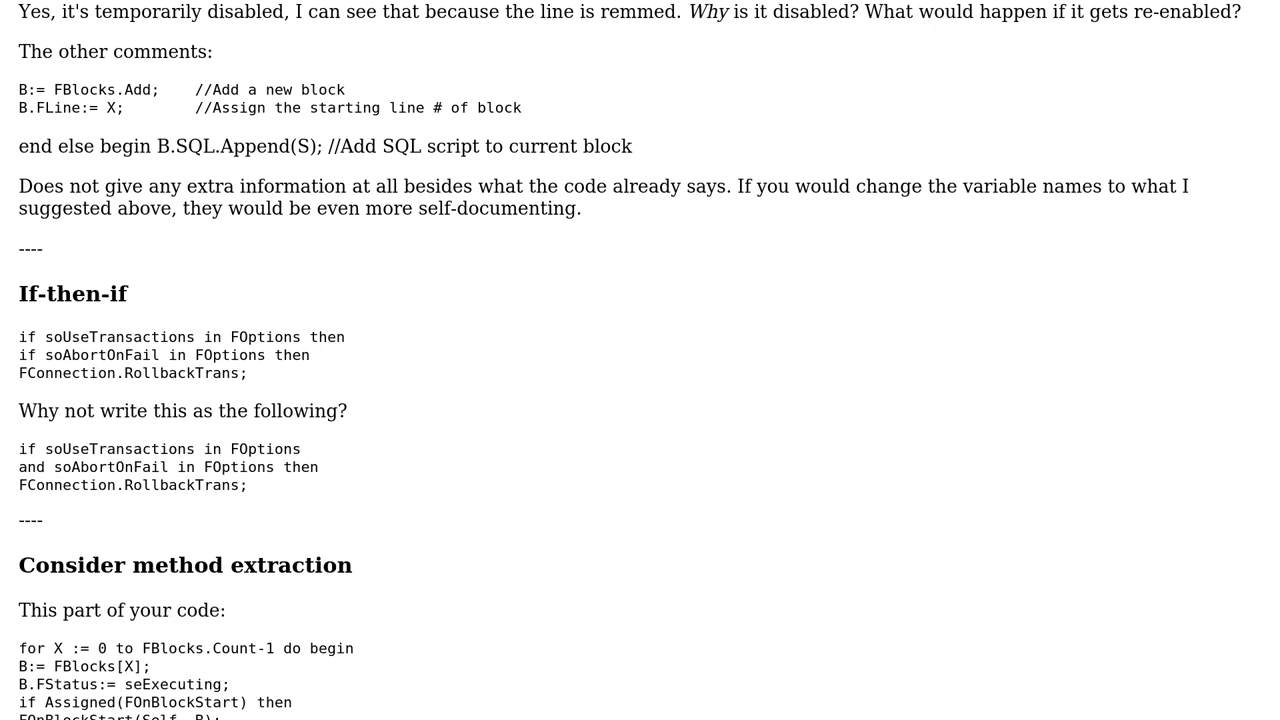 Yes, it's temporarily disabled, I can see that because the line is remmed. Why is it disabled? What would happen if it gets re-enabled?
The other comments:
B:= FBlocks.Add;    //Add a new block
B.FLine:= X;        //Assign the starting line # of block
end else begin B.SQL.Append(S); //Add SQL script to current block
Does not give any extra information at all besides what the code already says. If you would change the variable names to what I
suggested above, they would be even more self-documenting.
----
If-then-if
if soUseTransactions in FOptions then
if soAbortOnFail in FOptions then
FConnection.RollbackTrans;
Why not write this as the following?
if soUseTransactions in FOptions
and soAbortOnFail in FOptions then
FConnection.RollbackTrans;
----
Consider method extraction
This part of your code:
for X := 0 to FBlocks.Count-1 do begin
B:= FBlocks[X];
B.FStatus:= seExecuting;
if Assigned(FOnBlockStart) then
FOnBlockStart(Self, B);